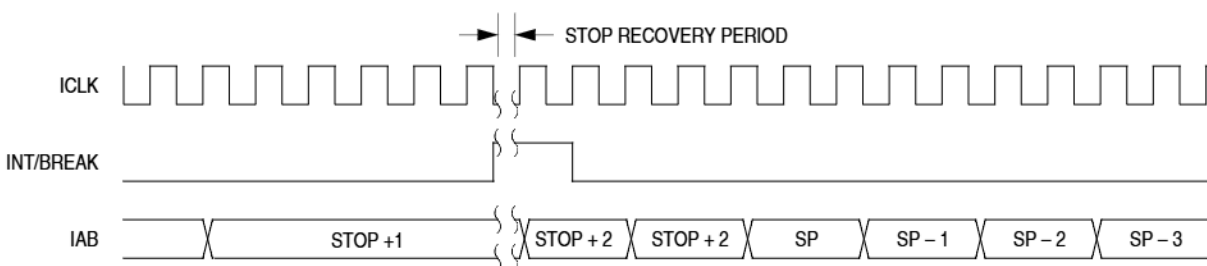 STOP RECOVERY PERIOD
ICLK
INT/BREAK
IAB STOP +1 STOP + 2 STOP + 2 SP SP – 1 SP – 2 SP – 3